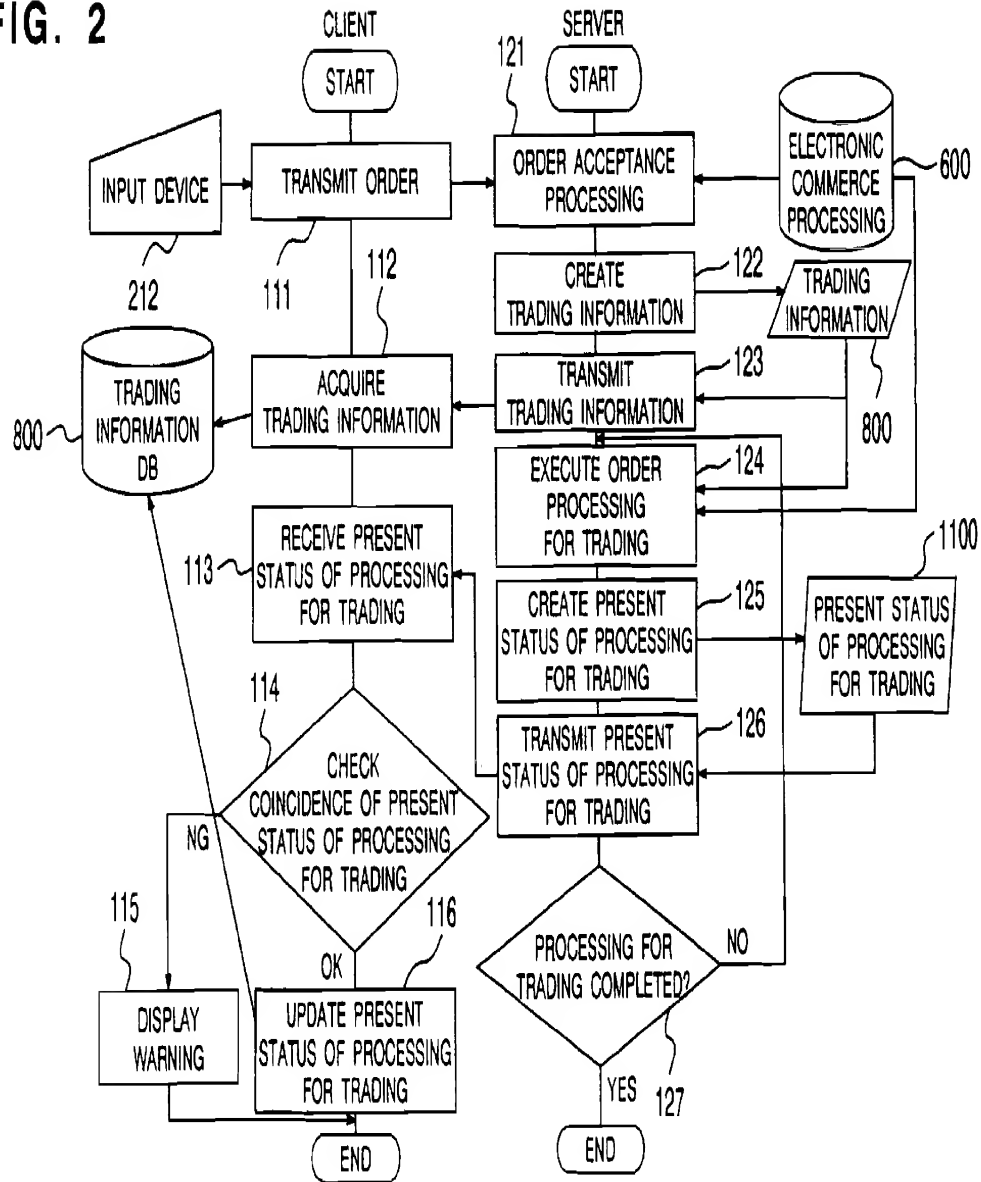 FIG. 2
CLIENT
SERVER
START
START
121
INPUT DEVICE
TRANSMIT ORDER
ORDER ACCEPTANCE
PROCESSING
ELECTRONIC
COMMERCE
PROCESSING
600
212
111
112
CREATE
TRADING INFORMATION
122
TRADING
INFORMATION
800
TRADING
INFORMATION
DB
800
ACQUIRE
TRADING INFORMATION
TRANSMIT
TRADING INFORMATION
123
EXECUTE ORDER
PROCESSING
FOR TRADING
124
113
RECEIVE PRESENT
STATUS OF PROCESSING
FOR TRADING
CREATE PRESENT
STATUS OF PROCESSING
FOR TRADING
125
1100
PRESENT STATUS
OF PROCESSING
FOR TRADING
114
CHECK
COINCIDENCE OF PRESENT
STATUS OF PROCESSING
FOR TRADING
TRANSMIT PRESENT
STATUS OF PROCESSING
FOR TRADING
126
NG
OK
115
DISPLAY
WARNING
116
UPDATE PRESENT
STATUS OF PROCESSING
FOR TRADING
PROCESSING FOR
TRADING COMPLETED?
NO
127
YES
END
END